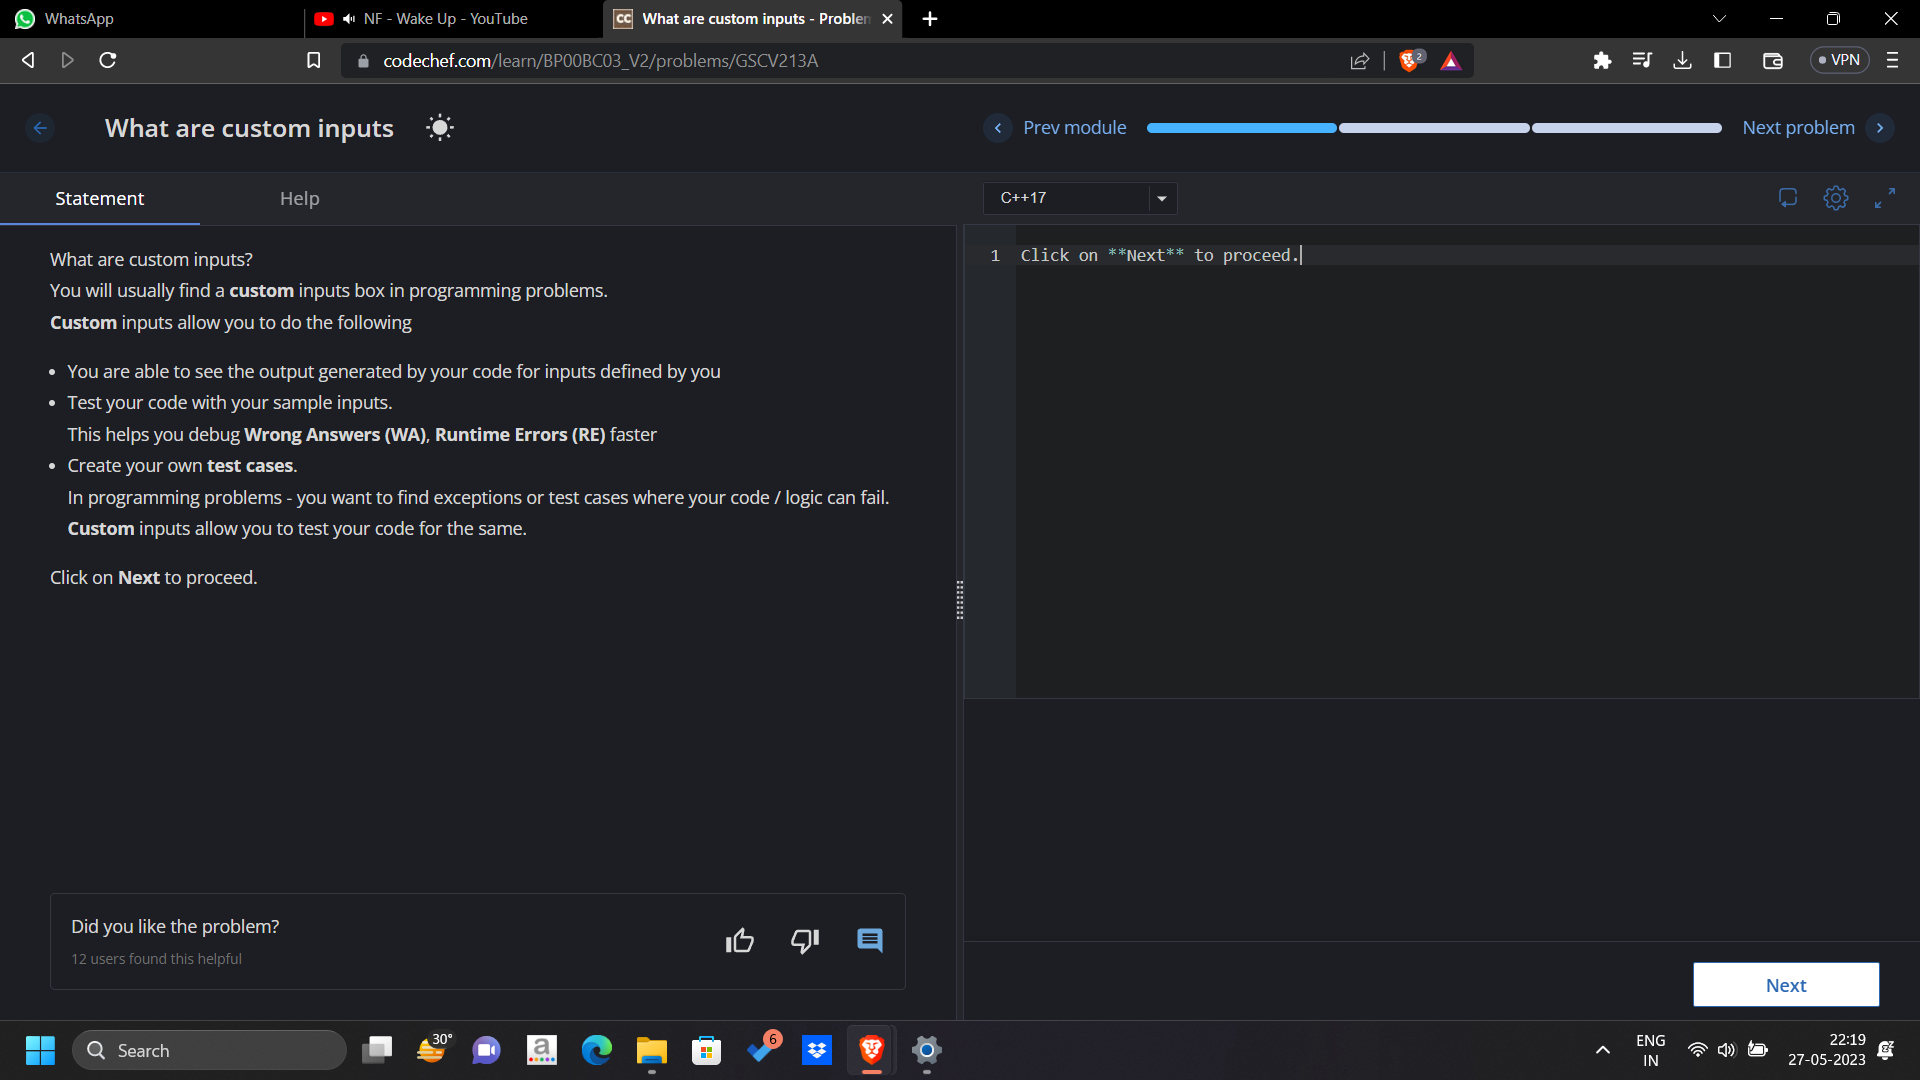 WhatsApp
NF - Wake Up - YouTube
CC
What are custom inputs - Problem
codechef.com/learn/BP00BC03_V2/problems/GSCV213A
2
VPN
What are custom inputs
Prev module
Next problem
Statement
Help
C++17
What are custom inputs?
You will usually find a custom inputs box in programming problems.
Custom inputs allow you to do the following
• You are able to see the output generated by your code for inputs defined by you
• Test your code with your sample inputs.
This helps you debug Wrong Answers (WA), Runtime Errors (RE) faster
• Create your own test cases.
In programming problems - you want to find exceptions or test cases where your code / logic can fail.
Custom inputs allow you to test your code for the same.
Click on Next to proceed.
1 Click on **Next** to proceed.
Did you like the problem?
12 users found this helpful
Next
Search
30°
a
6
ENG
IN
22:19
27-05-2023